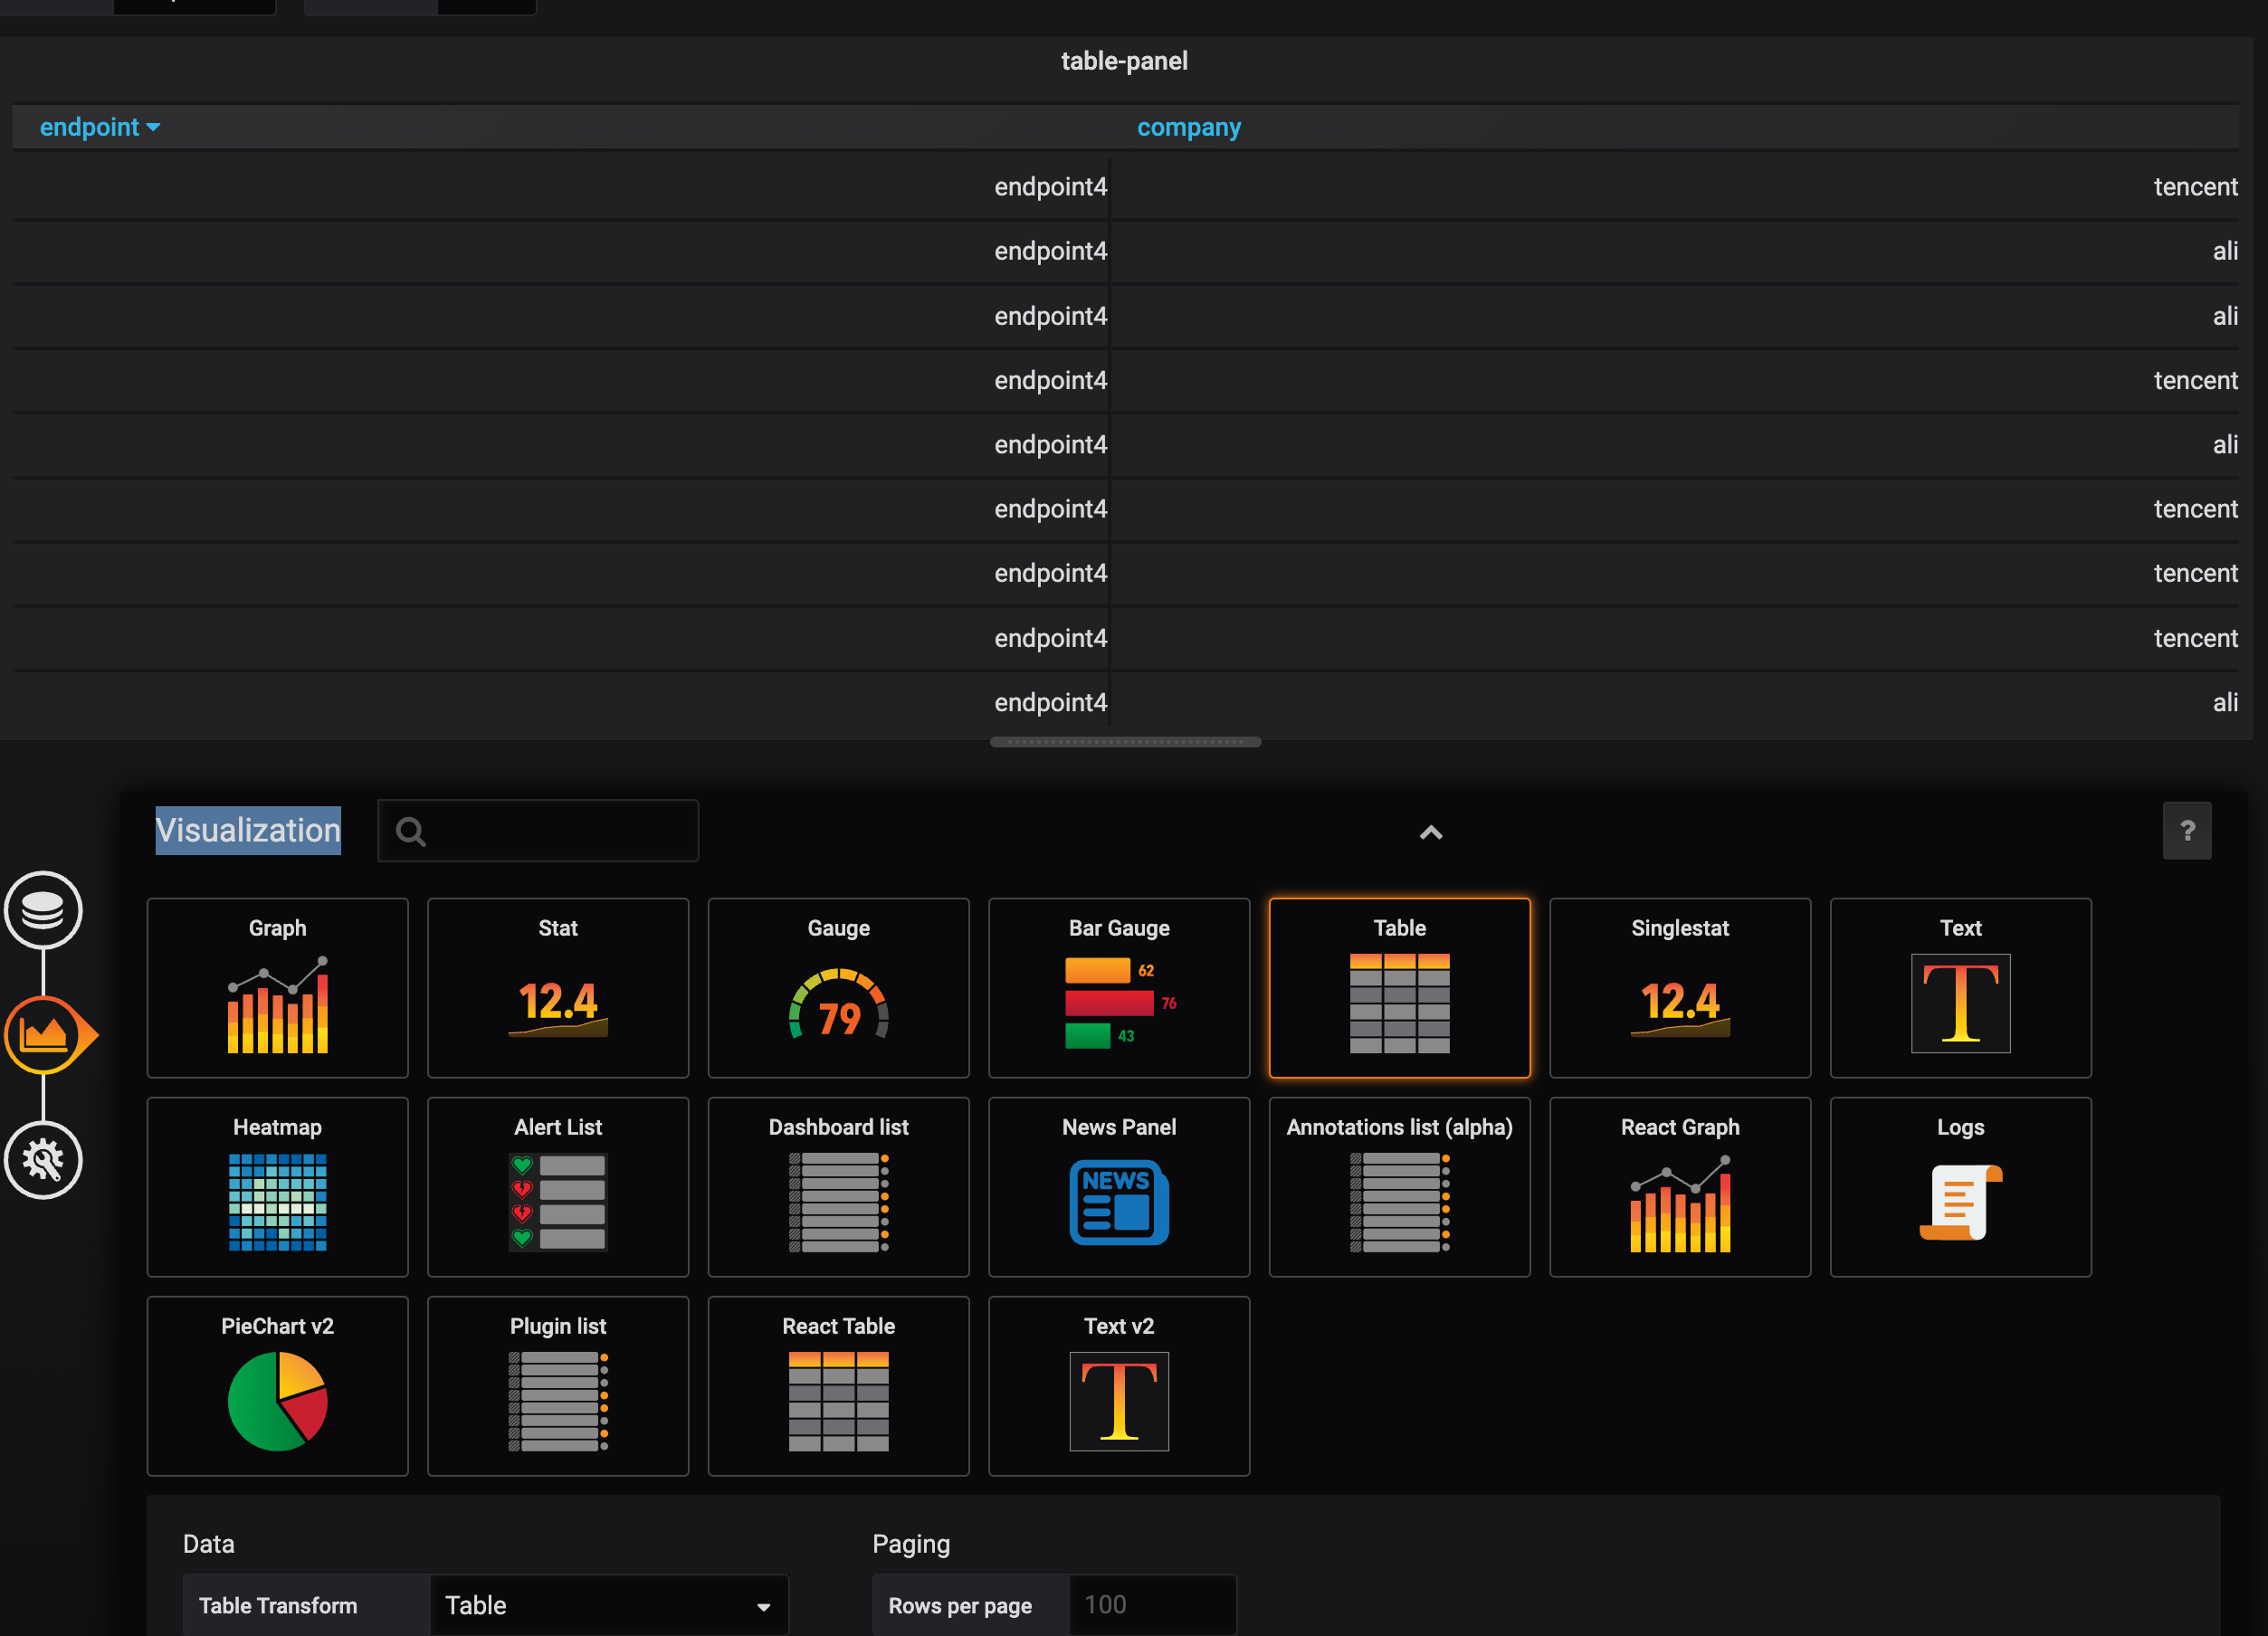 table-panel
endpoint company
endpoint4 tencent
endpoint4 ali
endpoint4 ali
endpoint4 tencent
endpoint4 ali
endpoint4 tencent
endpoint4 tencent
endpoint4 tencent
endpoint4 ali
Visualization ?
Graph Stat Gauge Bar Gauge Table Singlestat Text
12.4 79 62 76 43 12.4 T
Heatmap Alert List Dashboard list News Panel Annotations list (alpha) React Graph Logs
NEWS
PieChart v2 Plugin list React Table Text v2
T
Data Paging
Table Transform Table Rows per page 100